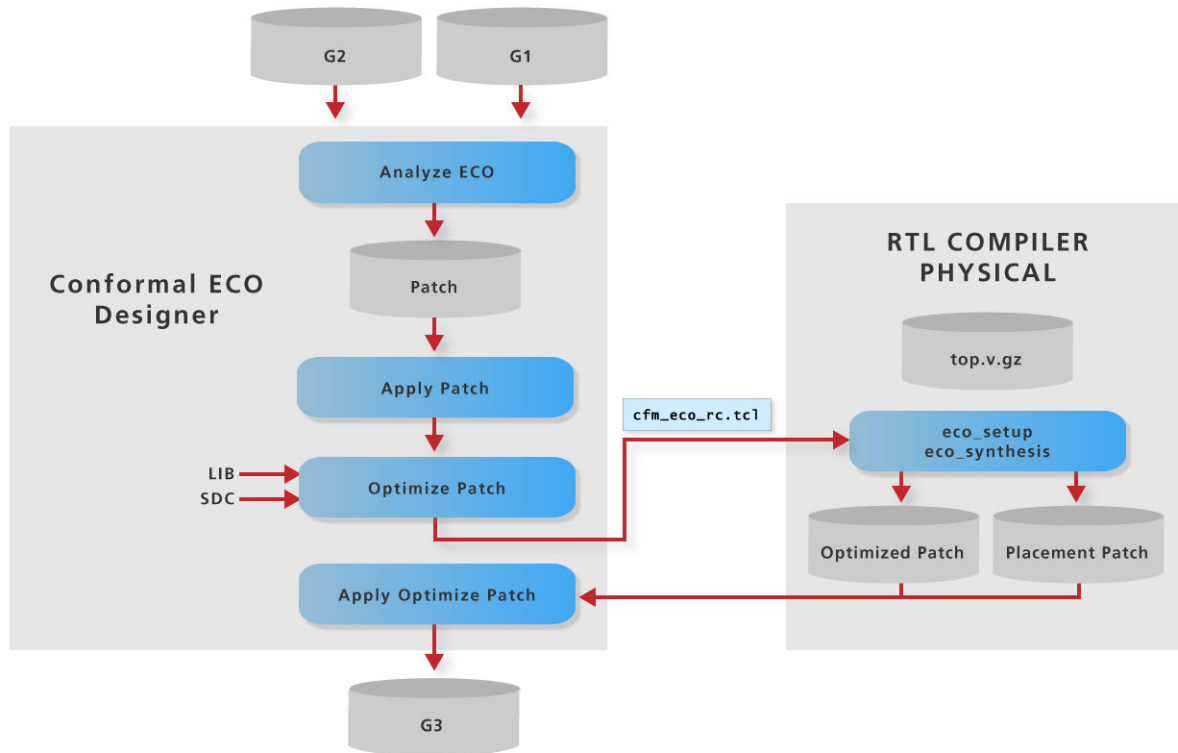 G2
G1
Analyze ECO
Conformal ECO
Designer
Patch
Apply Patch
LIB
SDC
Optimize Patch
Apply Optimize Patch
G3
cfm_eco_rc.tcl
RTL COMPILER
PHYSICAL
top.v.gz
eco_setup
eco_synthesis
Optimized Patch
Placement Patch